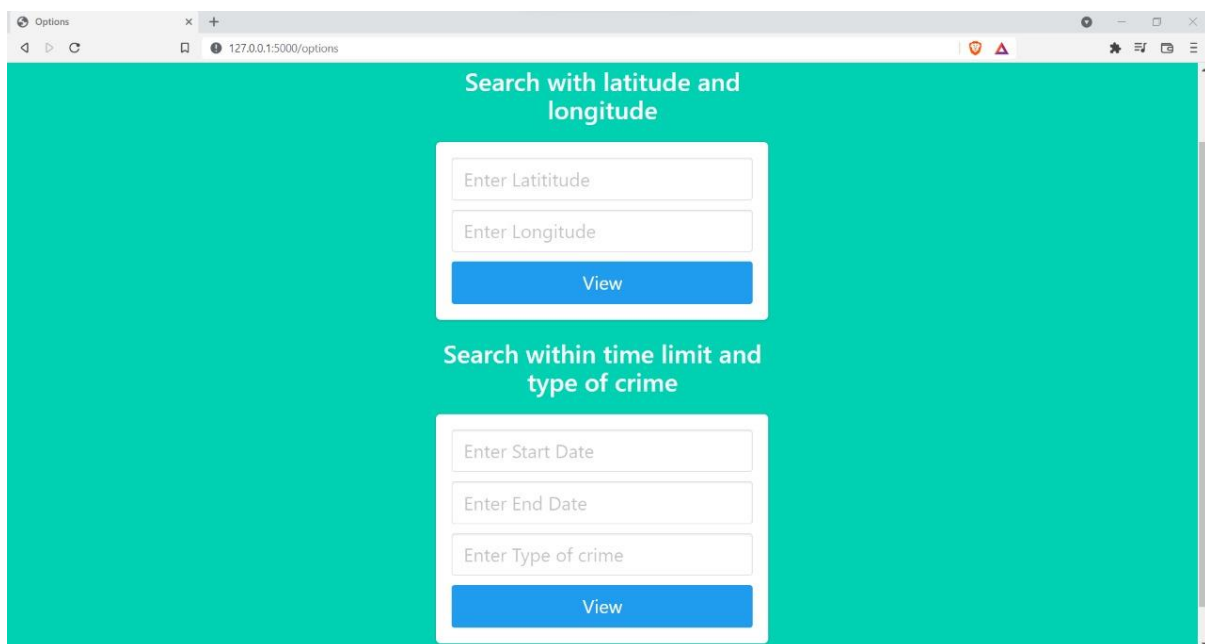 Options
127.0.0.1:5000/options
Search with latitude and
longitude
Enter Latititude
Enter Longitude
View
Search within time limit and
type of crime
Enter Start Date
Enter End Date
Enter Type of crime
View